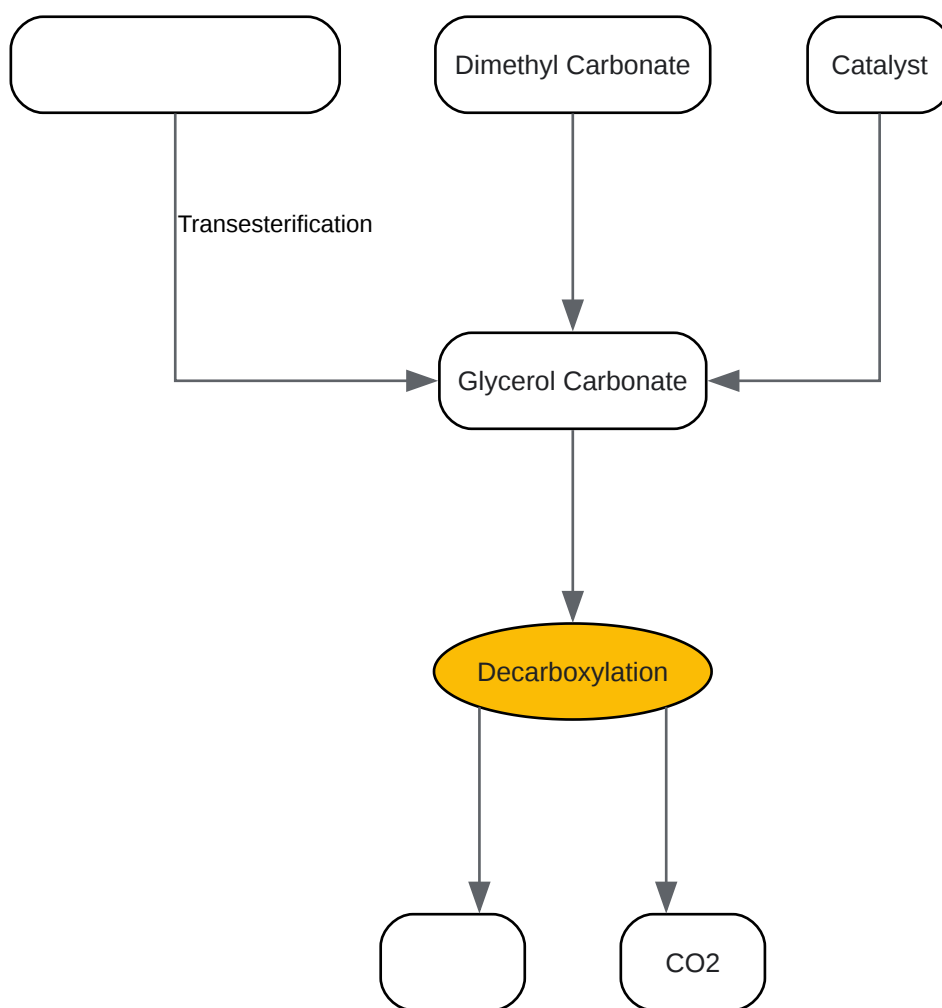 Dimethyl Carbonate
Catalyst
Transesterification
Glycerol Carbonate
Decarboxylation
CO2